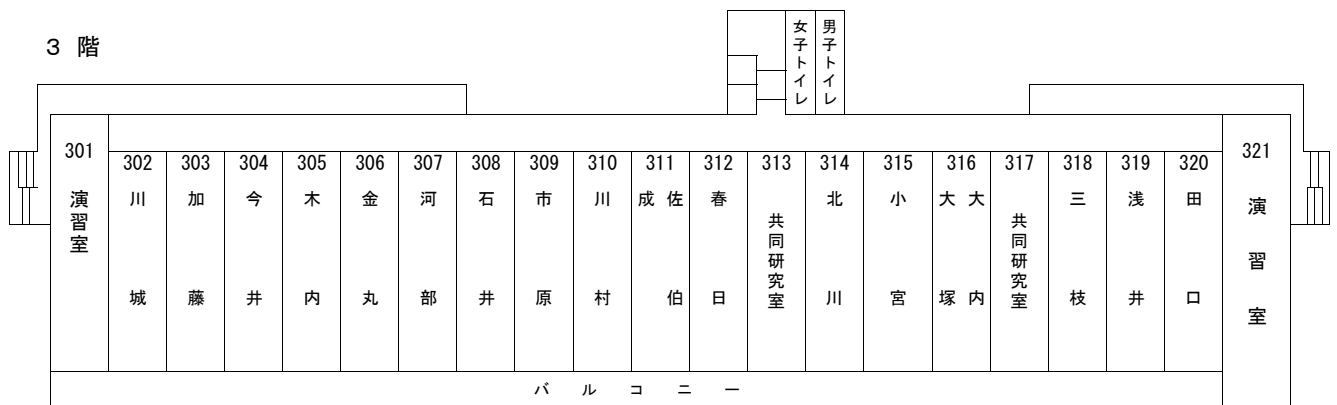 3 階
女子トイレ
男子トイレ
301
演習室
302
川城
303
加藤
304
今井
305
木内
306
金丸
307
河部
308
石井
309
市原
310
川村
311
佐伯
成
312
春日
313
共同研究室
314
北川
315
小宮
316
大内
大塚
317
共同研究室
318
三枝
319
浅井
320
田口
321
演習室
バルコニー